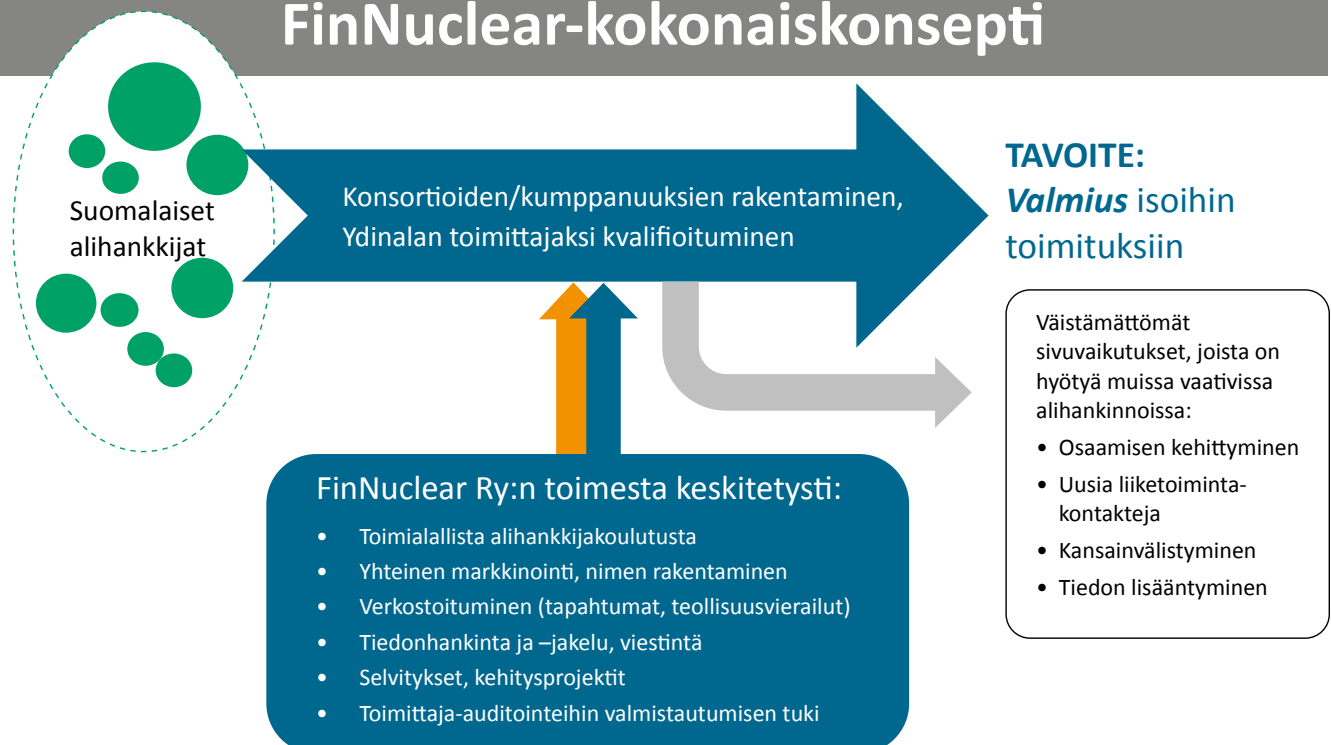 FinNuclear-kokonaiskonsepti
Suomalaiset
alihankkijat
Konsortioiden/kumppanuuksien rakentaminen,
Ydinalan toimittajaksi kvalifioituminen
TAVOITE:
Valmius isoihin
toimituksiin
Väistämättömät
sivuvaikutukset, joista on
hyötyä muissa vaativissa
alihankinnoissa:
• Osaamisen kehittyminen
• Uusia liiketoiminta-
kontakteja
• Kansainvälistyminen
• Tiedon lisääntyminen
FinNuclear Ry:n toimesta keskitetysti:
• Toimialallista alihankkijakoulutusta
• Yhteinen markkinointi, nimen rakentaminen
• Verkostoituminen (tapahtumat, teollisuusvierailut)
• Tiedonhankinta ja –jakelu, viestintä
• Selvitykset, kehitysprojektit
• Toimittaja-auditointeihin valmistautumisen tuki